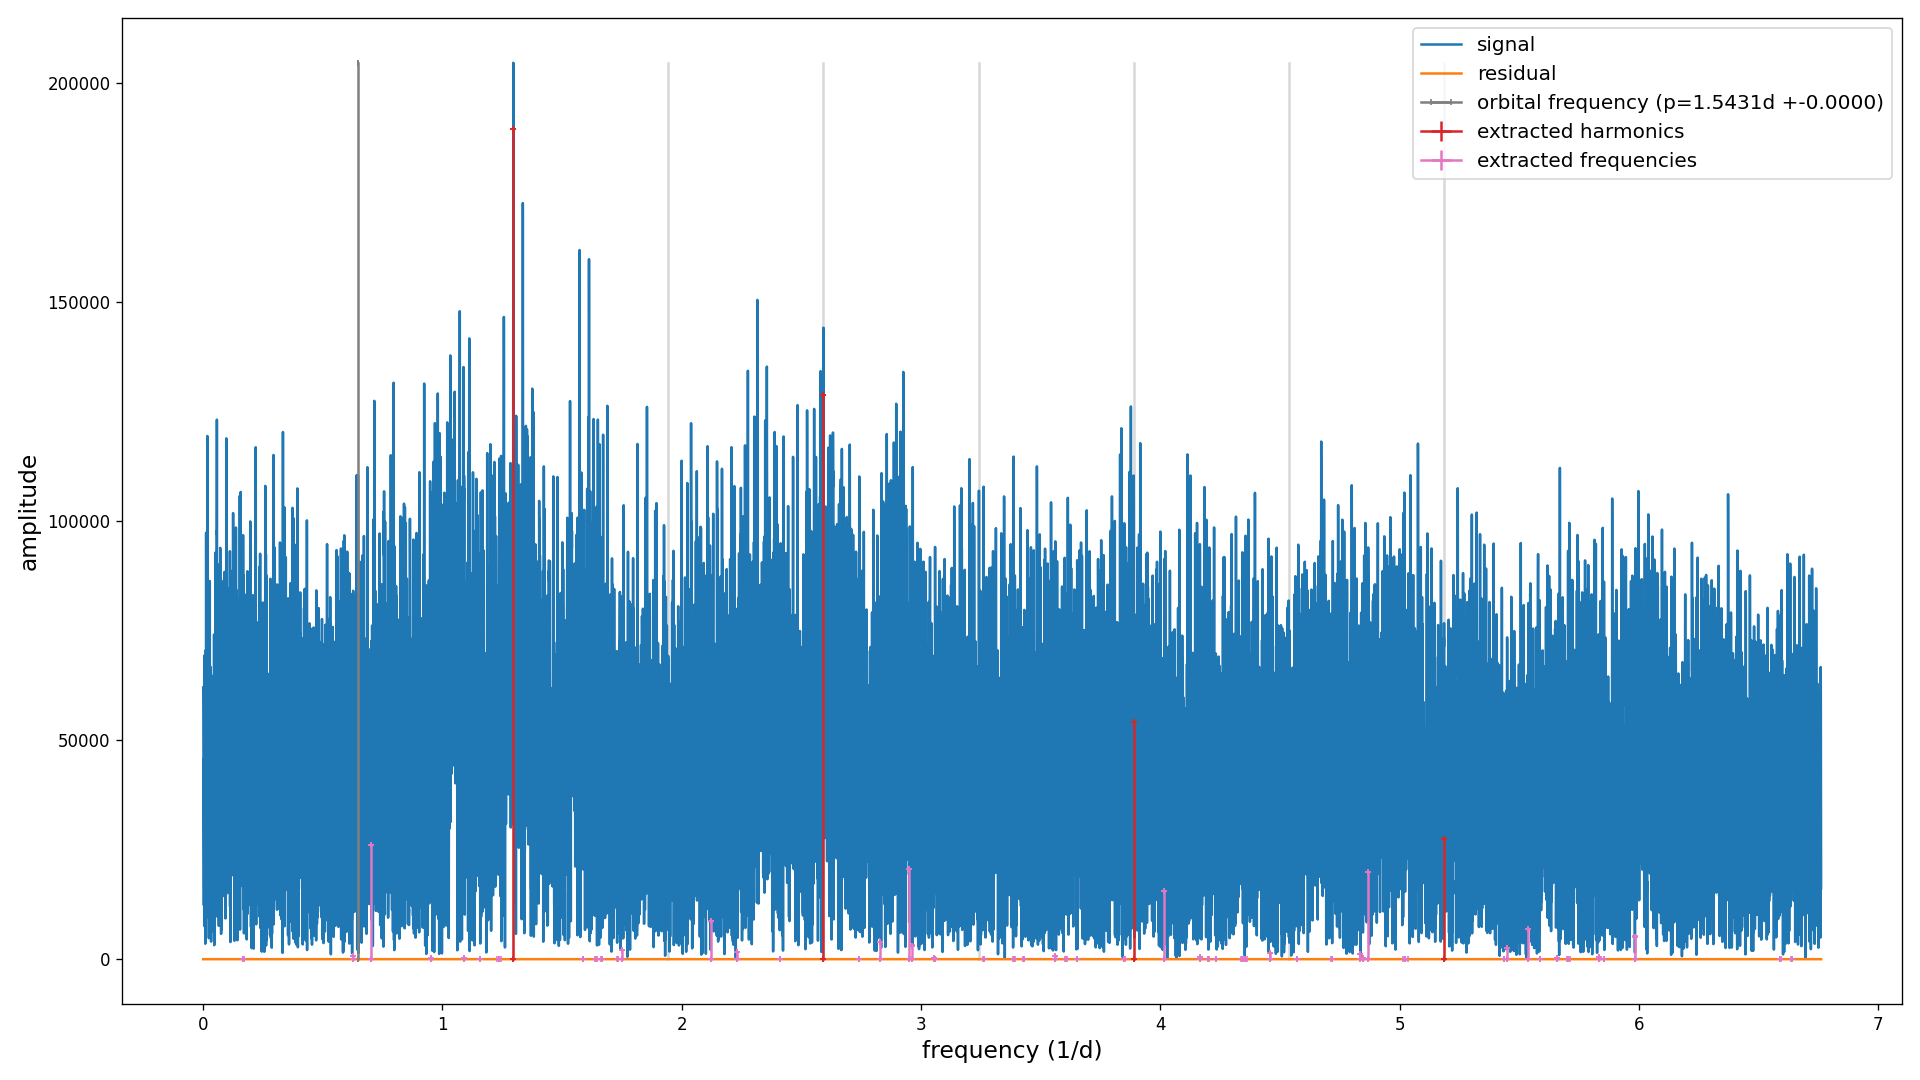 signal
residual
orbital frequency (p=1.5431d +-0.0000)
extracted harmonics
extracted frequencies
200000
150000
100000
50000
0
amplitude
0 1 2 3 4 5 6 7
frequency (1/d)